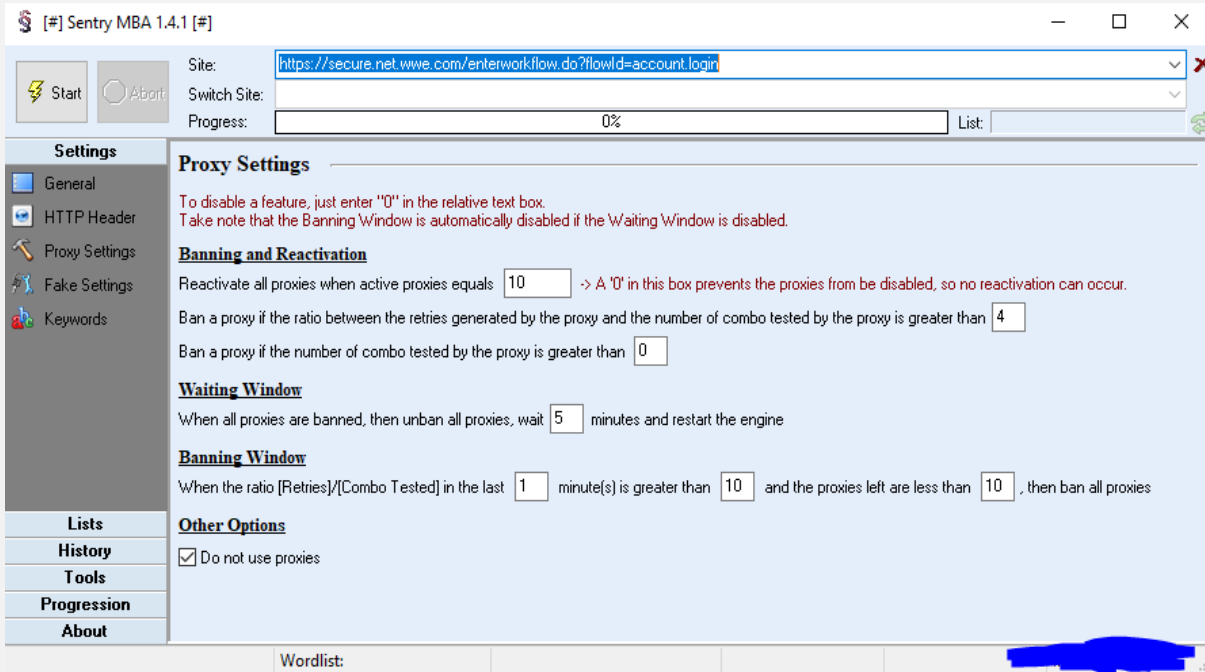 [#] Sentry MBA 1.4.1 [#]
Start
Abort
Site:
https://secure.net.wwe.com/enterworkflow.do?flowId=account.login
Switch Site:
Progress:
0%
List:
Settings
General
HTTP Header
Proxy Settings
Fake Settings
Keywords
Lists
History
Tools
Progression
About
Proxy Settings
To disable a feature, just enter "0" in the relative text box.
Take note that the Banning Window is automatically disabled if the Waiting Window is disabled.
Banning and Reactivation
Reactivate all proxies when active proxies equals 10 -> A '0' in this box prevents the proxies from be disabled, so no reactivation can occur.
Ban a proxy if the ratio between the retries generated by the proxy and the number of combo tested by the proxy is greater than 4
Ban a proxy if the number of combo tested by the proxy is greater than 0
Waiting Window
When all proxies are banned, then unban all proxies, wait 5 minutes and restart the engine
Banning Window
When the ratio [Retries]/[Combo Tested] in the last 1 minute(s) is greater than 10 and the proxies left are less than 10 , then ban all proxies
Other Options
Do not use proxies
Wordlist: